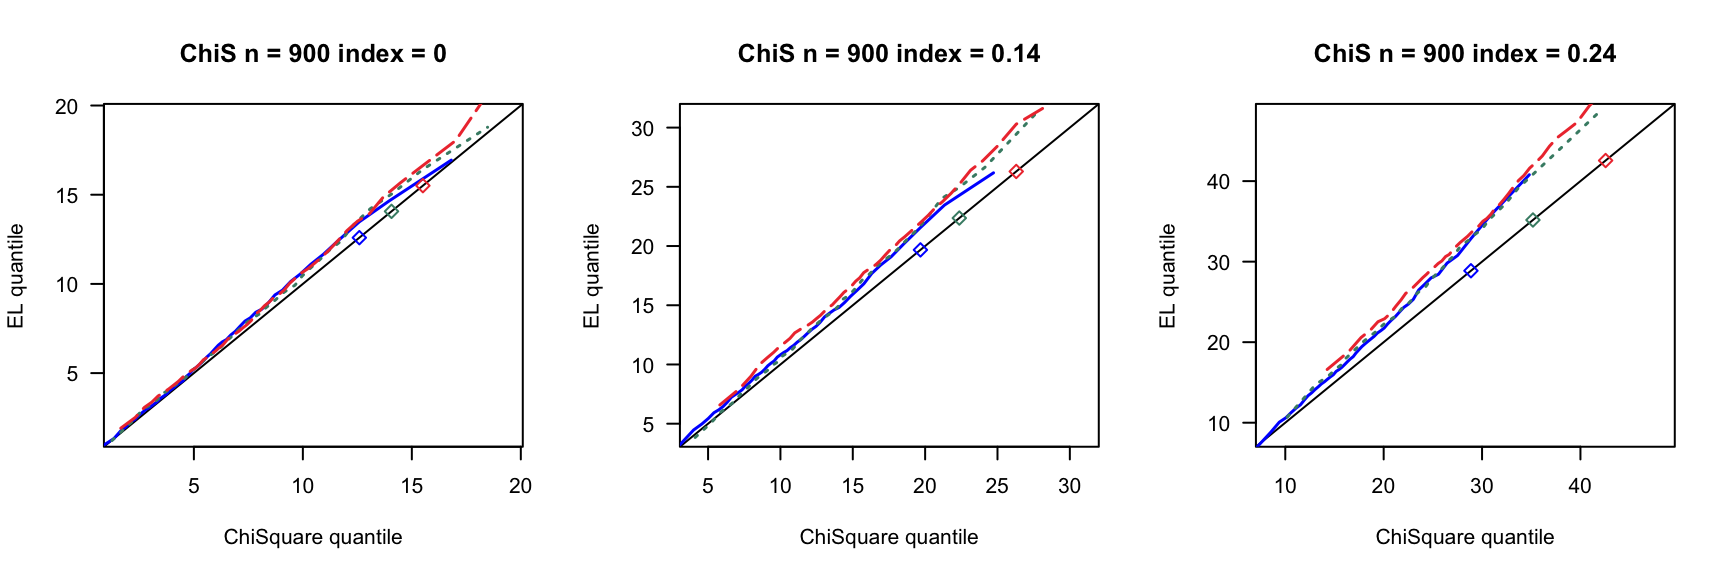 ChiS n = 900 index = 0
20
15
10
5
EL quantile
5 10 15 20
ChiSquare quantile
ChiS n = 900 index = 0.14
30
25
20
15
10
5
EL quantile
5 10 15 20 25 30
ChiSquare quantile
ChiS n = 900 index = 0.24
40
30
20
10
EL quantile
10 20 30 40
ChiSquare quantile